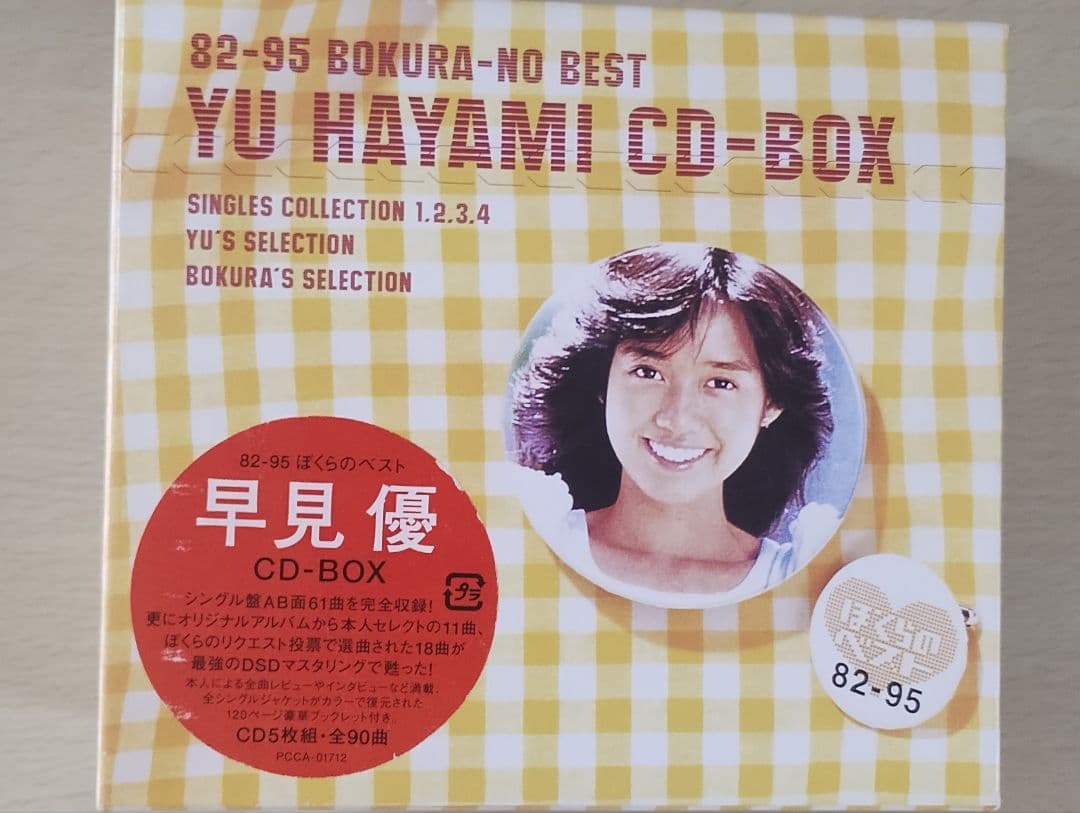 82-95 BOKURA-NO BEST
YU HAYAMI CD-BOX
SINGLES COLLECTION 1.2.3.4
YU'S SELECTION
BOKURA'S SELECTION
82-95 ぼくらのベスト
早見 優
CD-BOX
プラ
シングル盤AB面61曲を完全収録!
更にオリジナルアルバムから本人セレクトの11曲、
ぼくらのリクエスト投票で選曲された18曲が
最強のDSDマスタリングで甦った!
本人による全曲レビューやインタビューなど満載、
全シングルジャケットがカラーで復元された
120ページ豪華ブックレット付き。
CD5枚組・全90曲
PCCA-01712
ぼくらの
ベスト
82-95